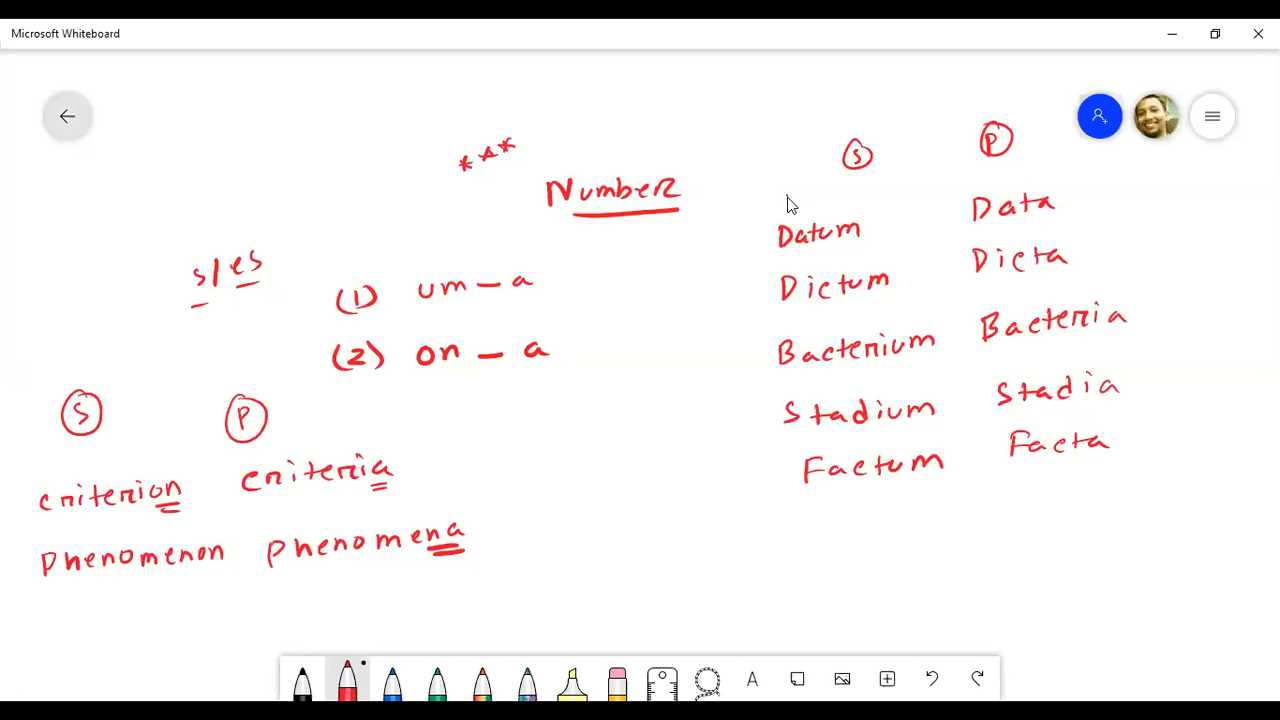 Microsoft Whiteboard
***
Number
s/es
(1) um - a
(2) on - a
S P
criterion criteria
Phenomenon phenomena
S P
Datum Data
Dictum Dicta
Bacterium Bacteria
Stadium Stadia
Factum Facta
A